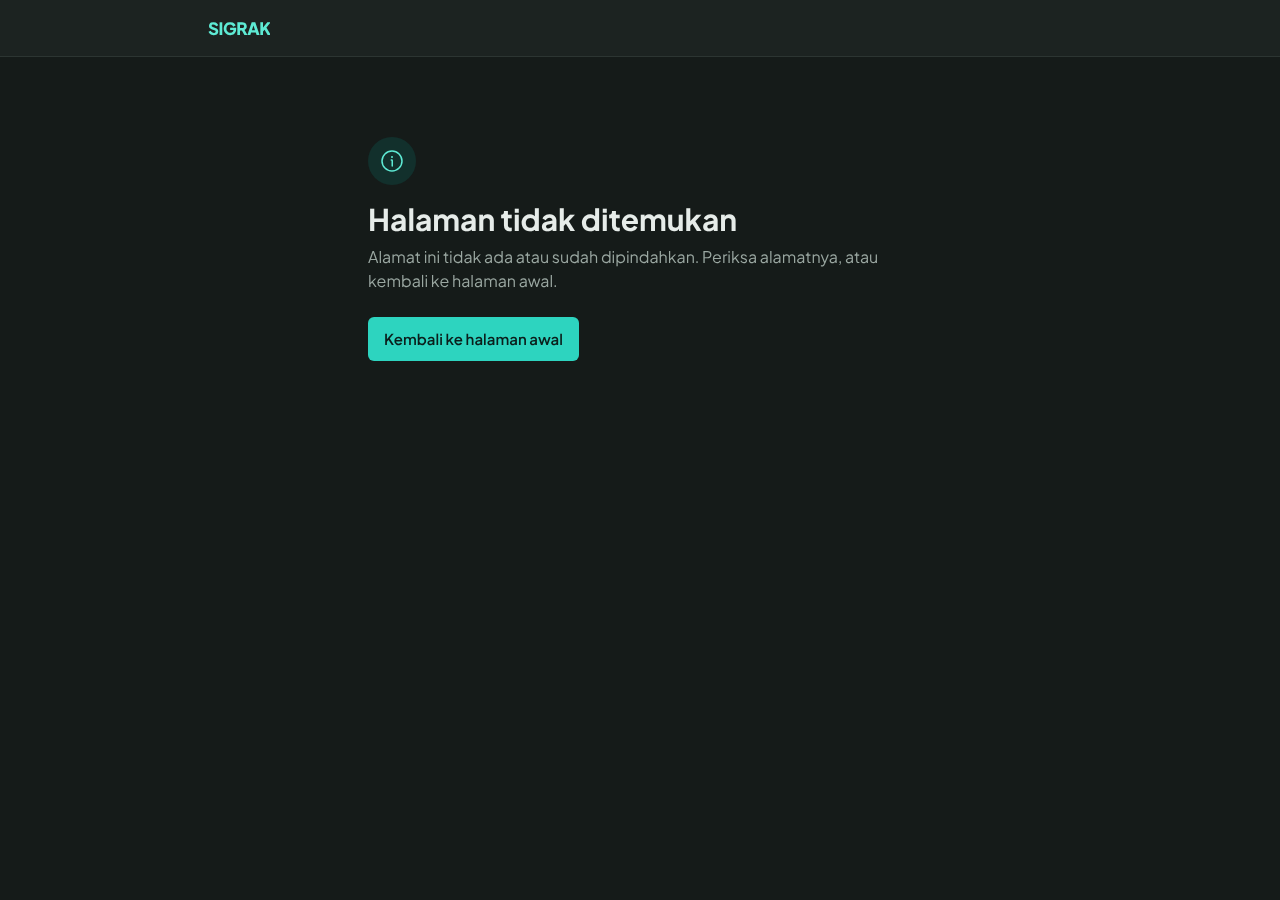 SIGRAK
Halaman tidak ditemukan
Alamat ini tidak ada atau sudah dipindahkan. Periksa alamatnya, atau
kembali ke halaman awal.
Kembali ke halaman awal